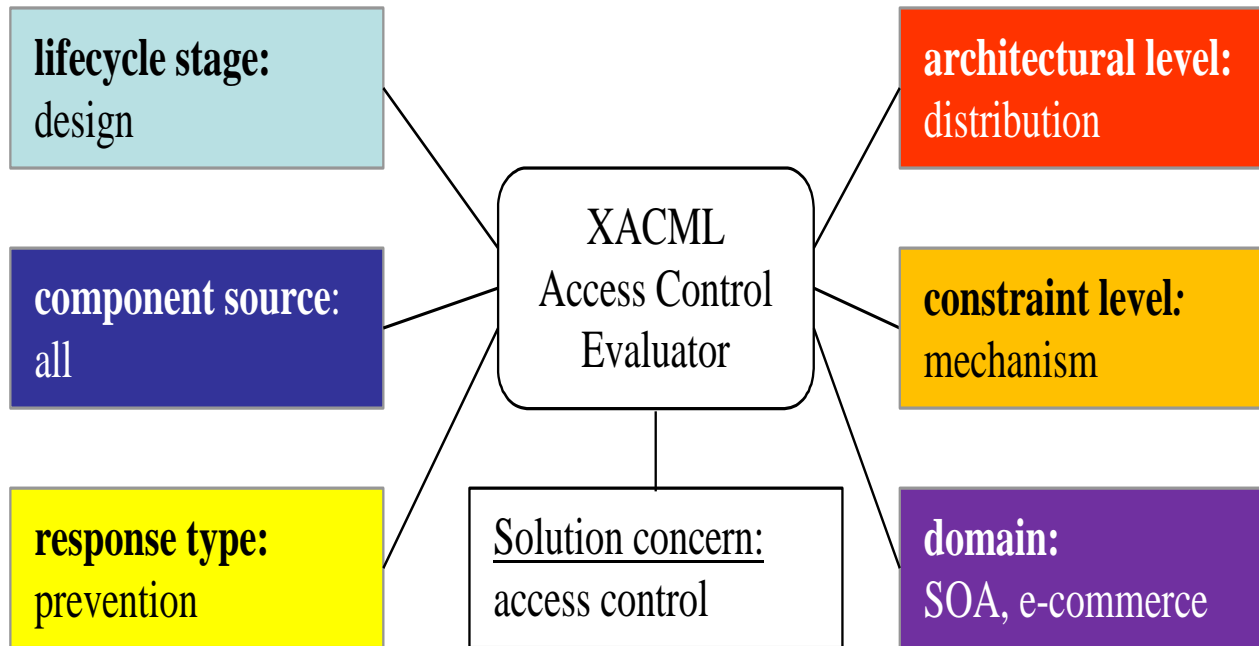 lifecycle stage:
design
component source:
all
response type:
prevention
XACML
Access Control
Evaluator
Solution concern:
access control
architectural level:
distribution
constraint level:
mechanism
domain:
SOA, e-commerce